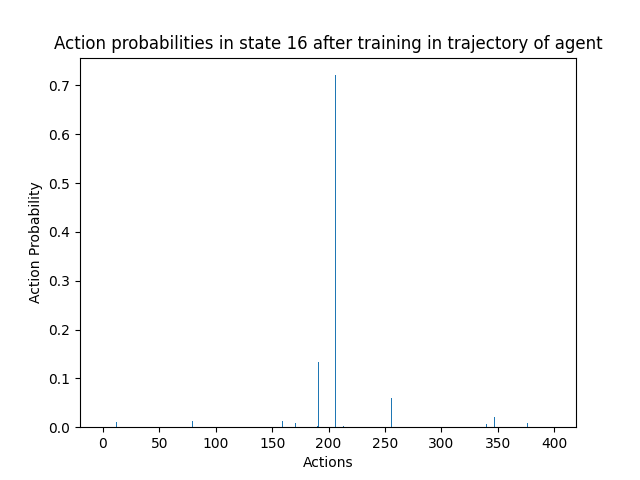 Action probabilities in state 16 after training in trajectory of agent
0.7
0.6
0.5
0.4
0.3
0.2
0.1
0.0
Action Probability
0 50 100 150 200 250 300 350 400
Actions